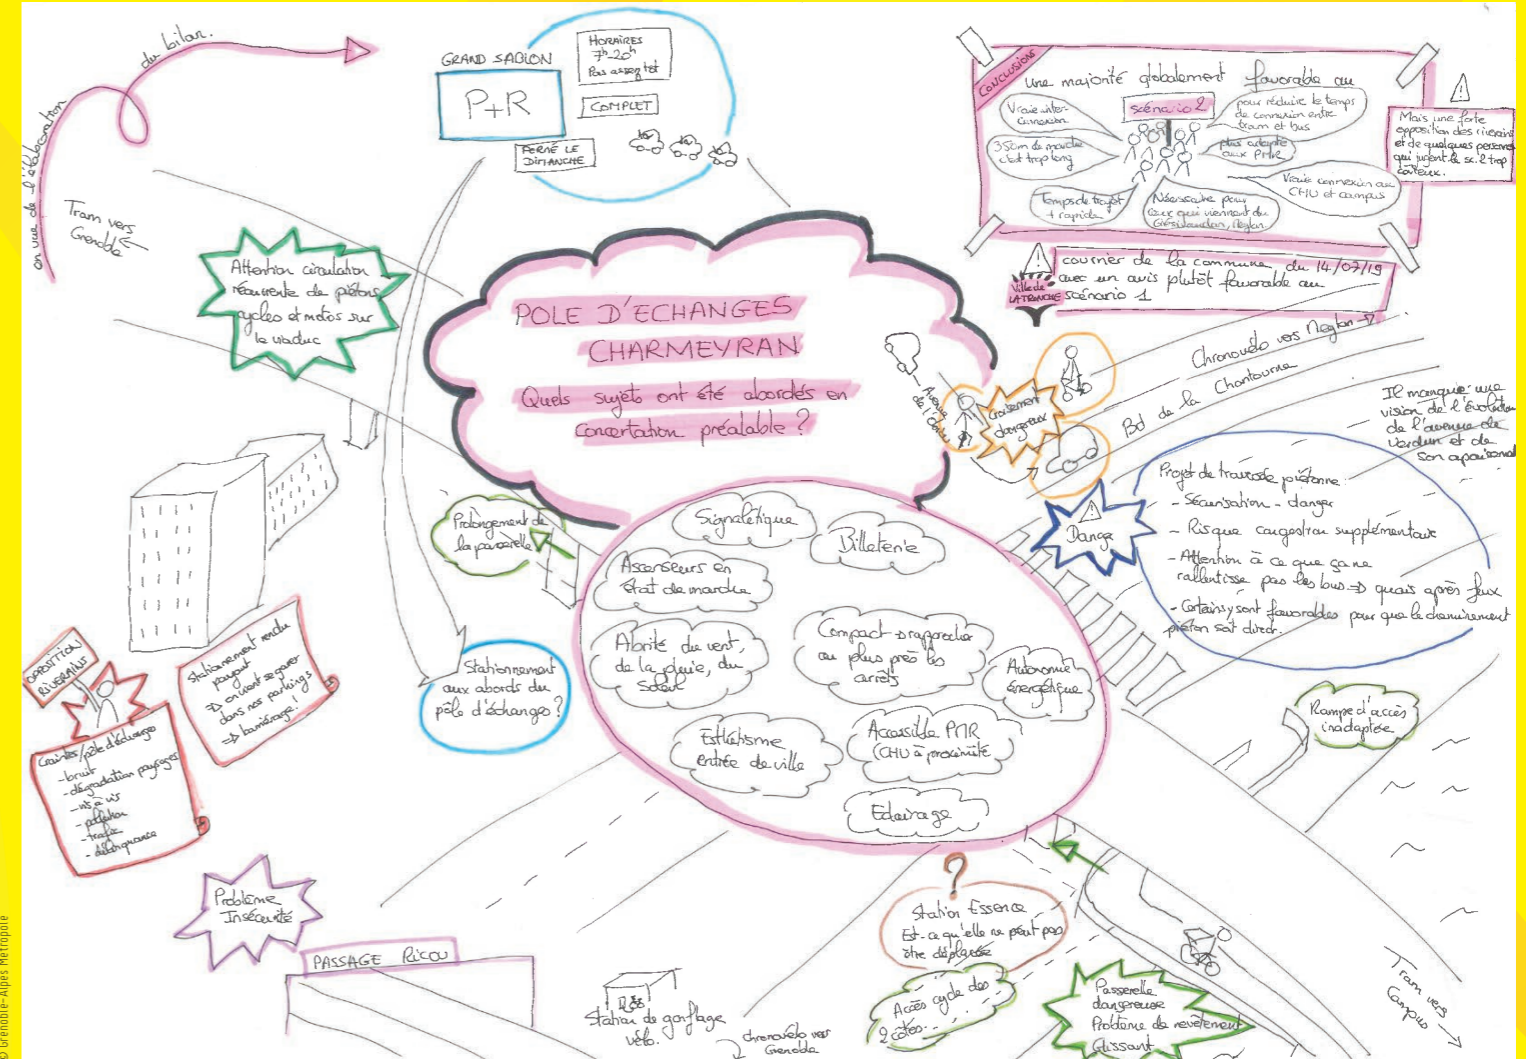 en vue de l'élaboration
du bilan.
Tram vers
Grenoble
GRAND SABLON
P+R
HORAIRES
7h-20h
Pas assez tôt
COMPLET
FERMÉ LE
DIMANCHE
CONCLUSIONS
Une majorité globalement favorable au
scénario 2
Vraie inter-
connexion
350m de marche
c'est trop long
Temps de trajet
+ rapide
Nécessaire pour
ceux qui viennent du
Grésivaudan, Meylan.
pour réduire le temps
de connexion entre
tram et bus
plus adapté
aux PMR
Vraie connexion au
CHU et campus
Mais une forte
opposition des riverains
et de quelques personnes
qui jugent le sc. 2 trop
coûteux.
Ville de
LA TRONCHE
courrier de la commune, du 14/07/19
avec un avis plutôt favorable au
scénario 1
Attention circulation
récurrente de piétons
cycles et motos sur
le viaduc
POLE D'ECHANGES
CHARMEYRAN
Quels sujets ont été abordés en
concertation préalable ?
Avenue
de l'
Croisement
dangereux
Chronovélo vers Meylan
Bd de la Chantourne
Il manque une
vision de l'évolution
de l'avenue de
Verdun et de
son
Danger
Projet de traversée piétonne:
- Sécurisation - danger
- Risque congestion supplémentaire
- Attention à ce que ça ne
rallentisse pas les bus => quais après feux
- Certains y sont favorables pour que le cheminement
piéton soit direct.
Prolongement de
la passerelle
Signalétique
Billeterie
Ascenseurs en
état de marche
Abrité du vent,
de la pluie, du
Soleil
Compact => rapprocher
au plus près les
arrêts
Autonomie
énergétique
Esthétisme
entrée de ville
Accessible PMR
(CHU à proximité
Eclairage
Stationnement
aux abords du
pôle d'échanges?
OPPOSITION
RIVERAINS
Stationnement rendu
payant
=> on vient se garer
dans nos parkings
=> barriérage!
Craintes/pôle d'échange
- bruit
- dégradation paysages
- vis à vis
- pollution
- trafic
- délinquance
Rampe d'accès
inadaptée
Problème
Insécurité
PASSAGE RICOU
?
Station Essence
Est-ce qu'elle ne peut pas
être déplacée
Accès cycle des
2 côtés
Station de gonflage
vélo.
chronovélo vers
Grenoble
Passerelle
dangereuse
Problème de revêtement
Glissant
Tram vers
Campus
© Grenoble-Alpes Métropole